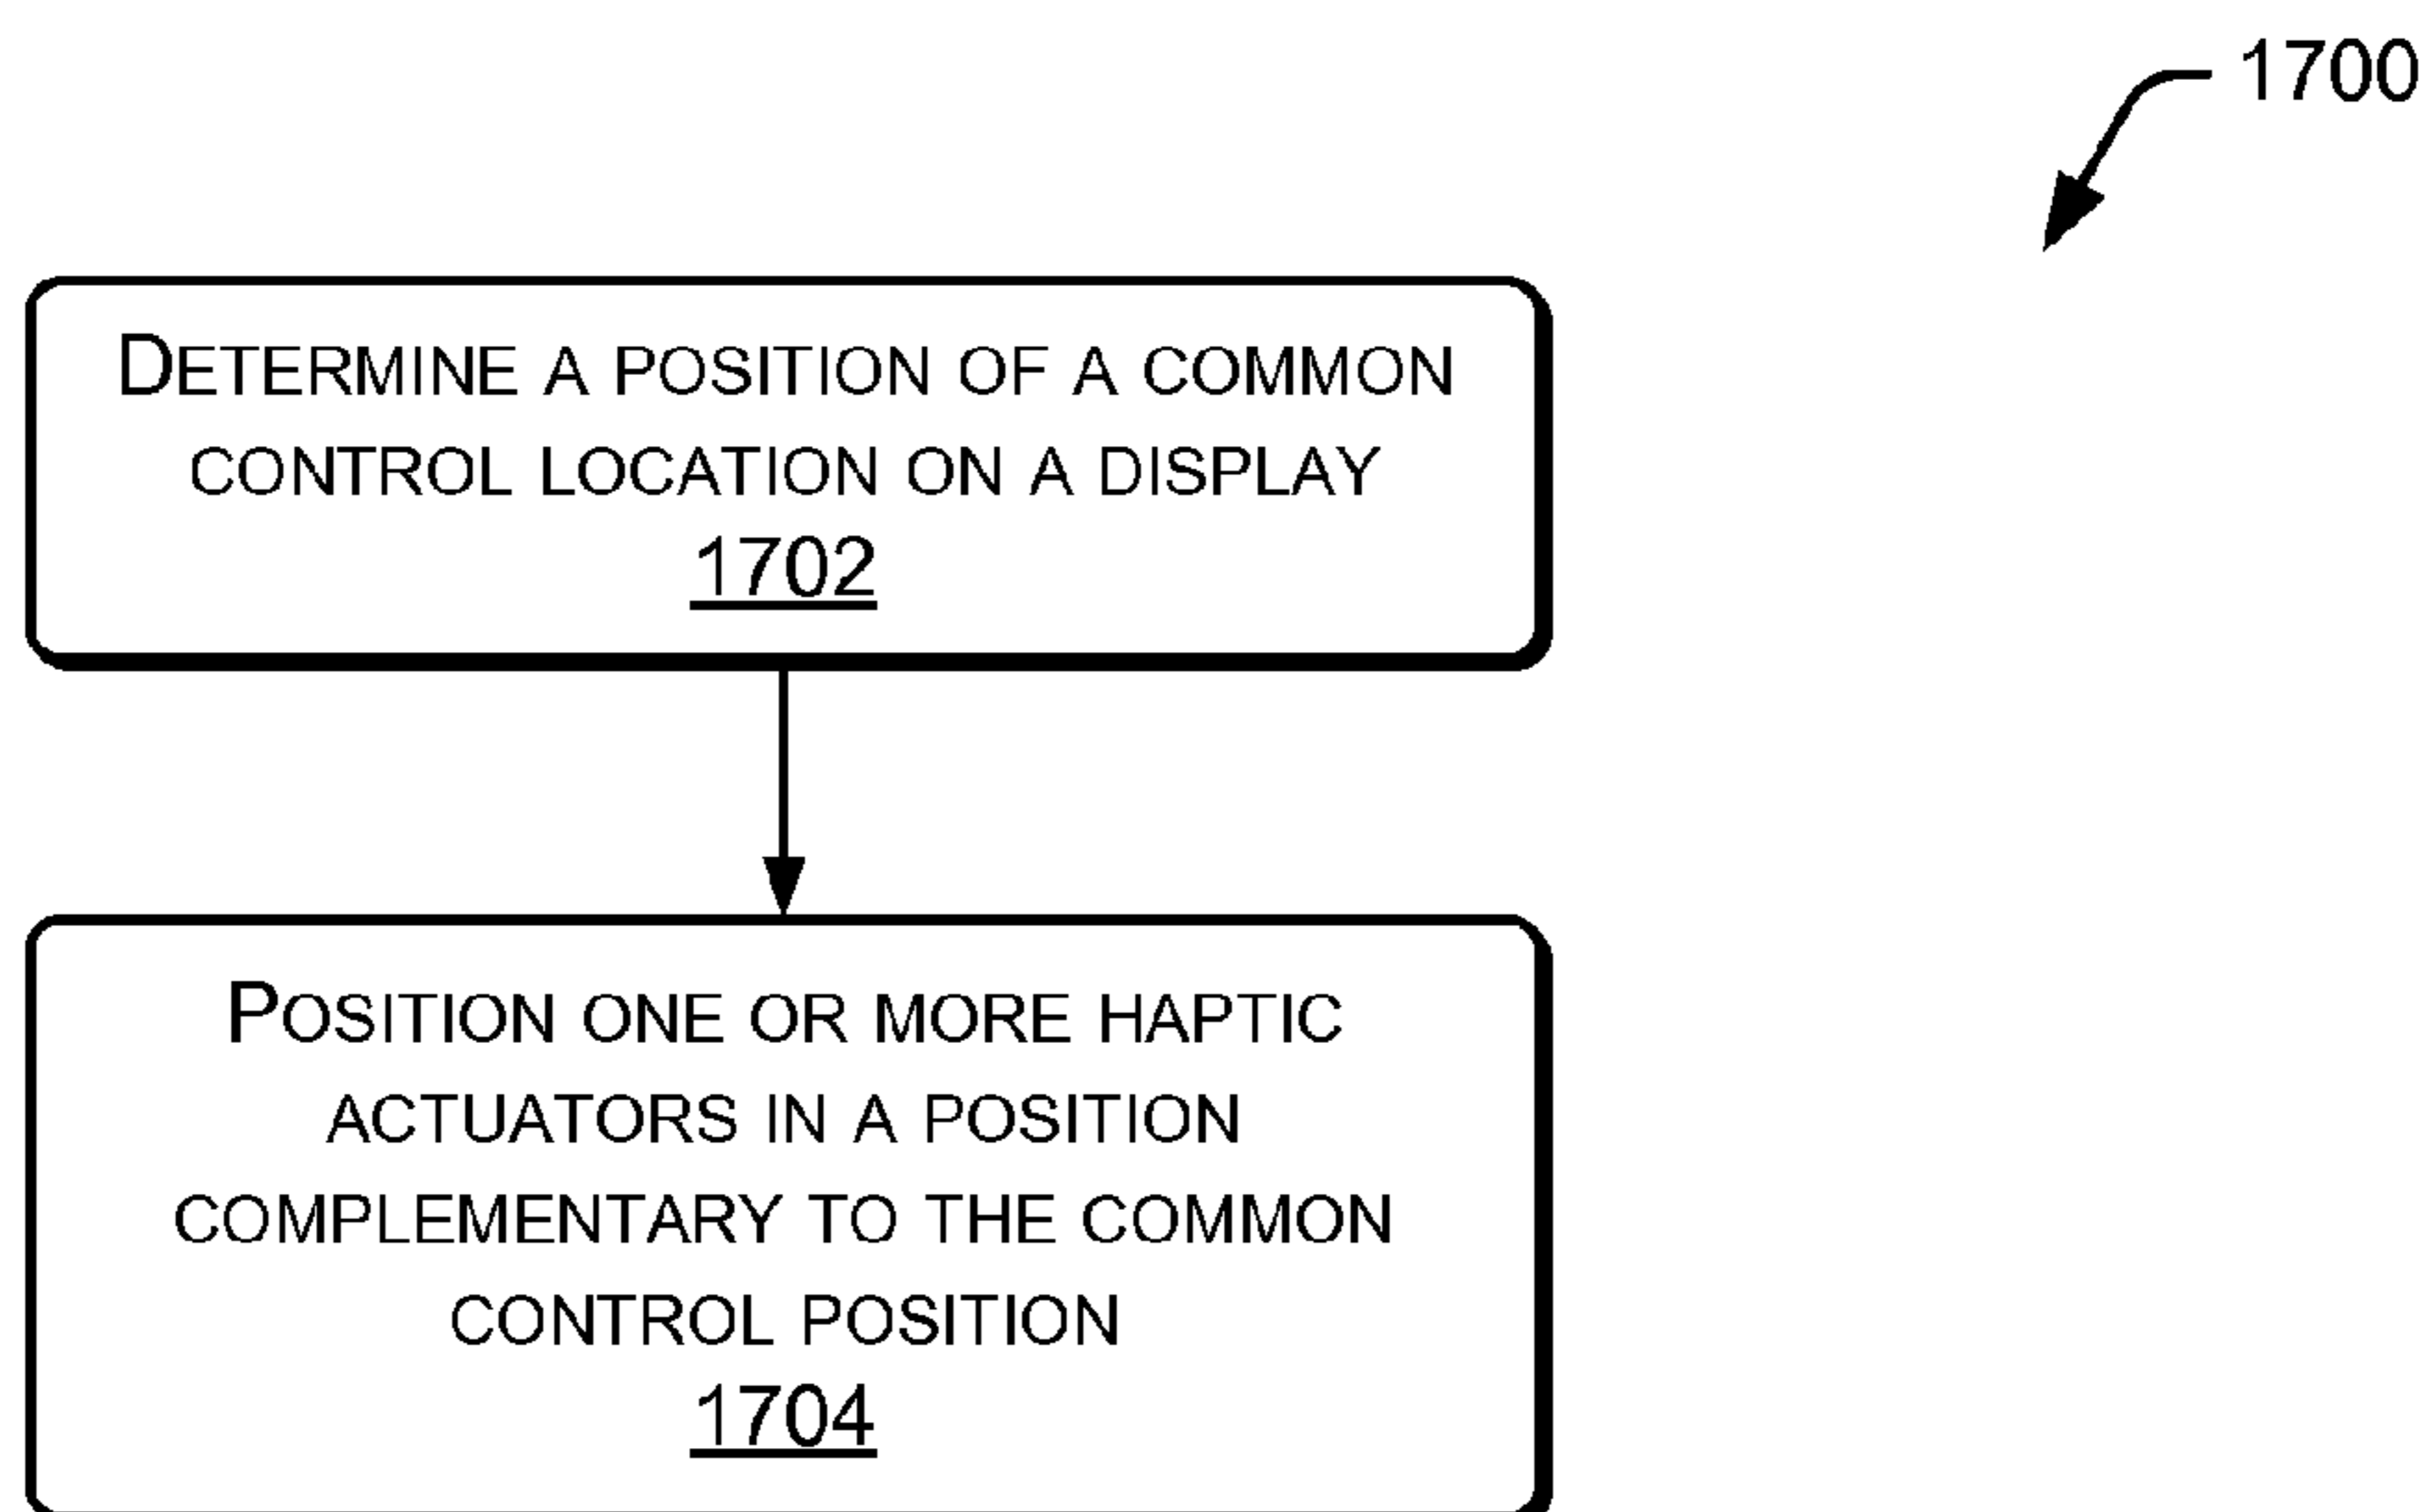 1700
DETERMINE A POSITION OF A COMMON
CONTROL LOCATION ON A DISPLAY
1702
POSITION ONE OR MORE HAPTIC
ACTUATORS IN A POSITION
COMPLEMENTARY TO THE COMMON
CONTROL POSITION
1704